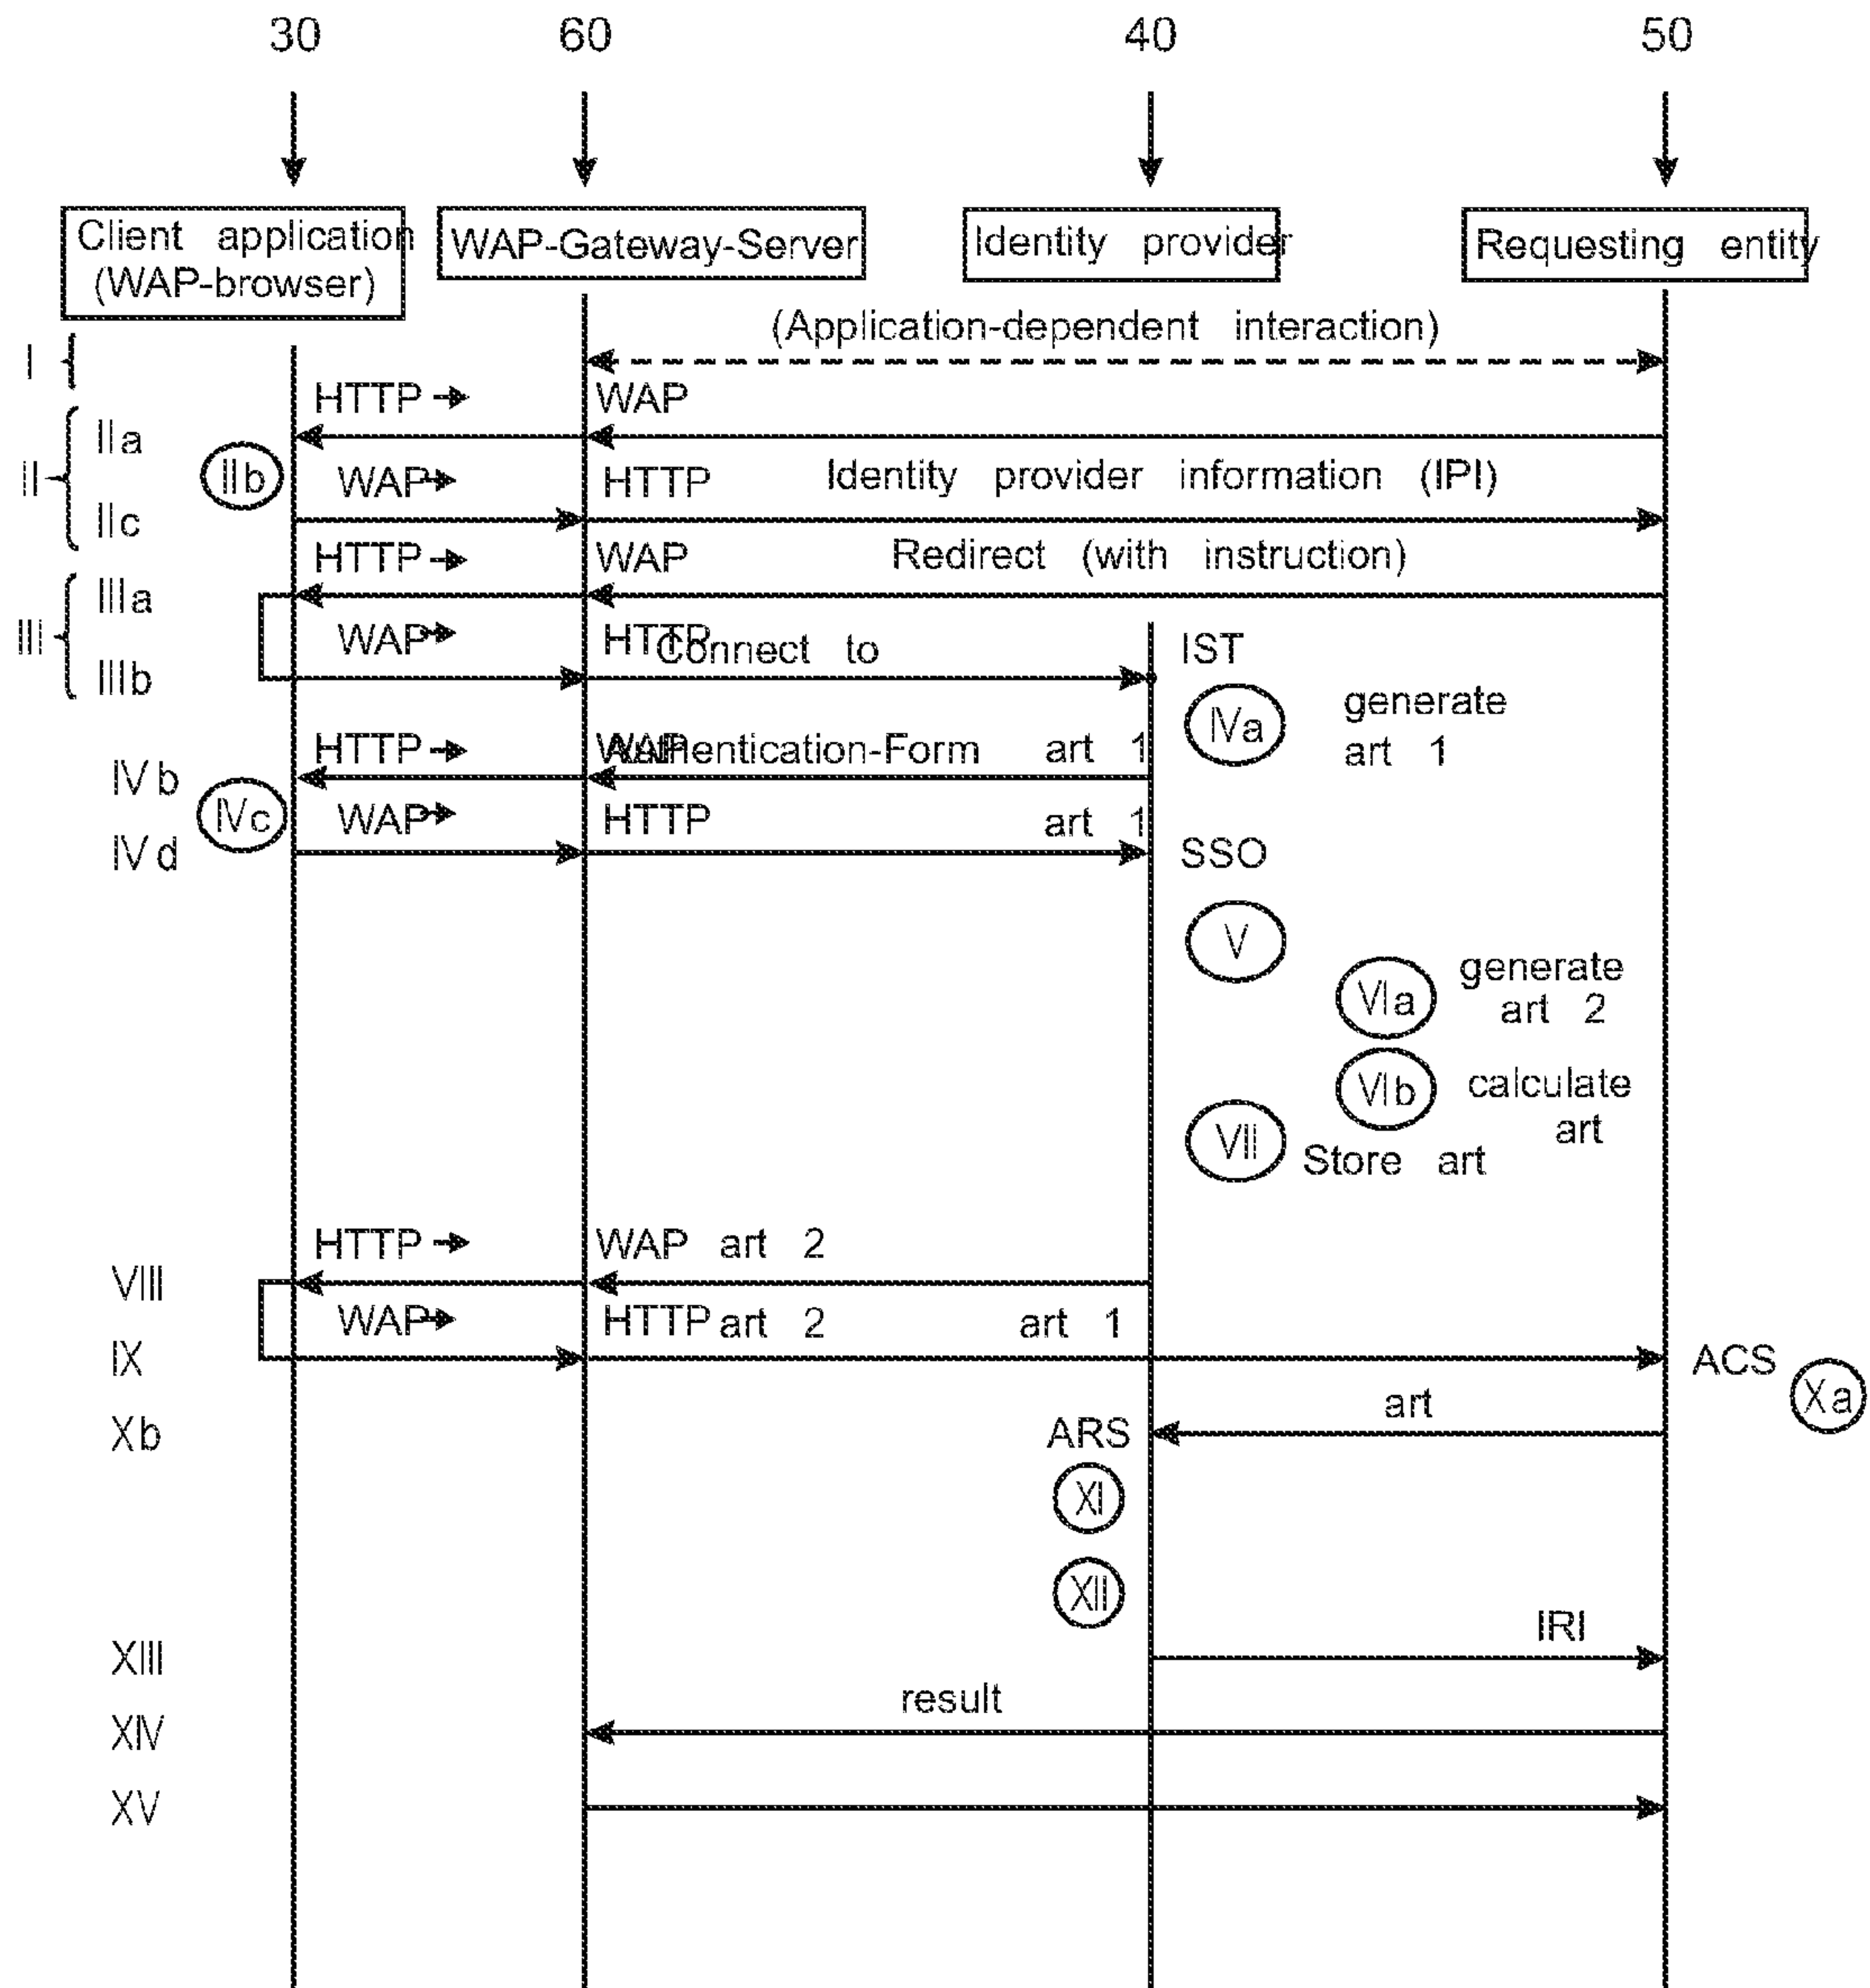 30 60 40 50
Client application
(WAP-browser)
WAP-Gateway-Server
Identity provider
Requesting entity
(Application-dependent interaction)
I
HTTP WAP
IIa
II
IIb
WAP HTTP Identity provider information (IPI)
IIc
HTTP WAP Redirect (with instruction)
IIIa
III
WAP HTTP Connect to IST
IIIb
IVa generate
art 1
HTTP WAP Authentication-Form art 1
IVb
IVc
WAP HTTP art 1
IVd
SSO
V
VIa generate
art 2
VIb calculate
art
VII Store art
HTTP WAP art 2
VIII
WAP HTTP art 2 art 1
IX
ACS
Xa
art
Xb
ARS
XI
XII
IRI
XIII
result
XIV
XV